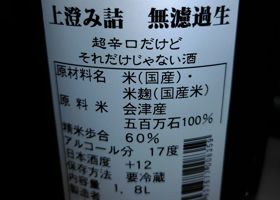 上澄み詰　無濾過生
超辛口だけど
それだけじゃない酒
原材料名　米(国産)・
米麹(国産米)
原料米　会津産
五百万石100%
精米歩合　60%
アルコール分　17度
日本酒度　+12
保存方法　要冷蔵
内容量　1.8L